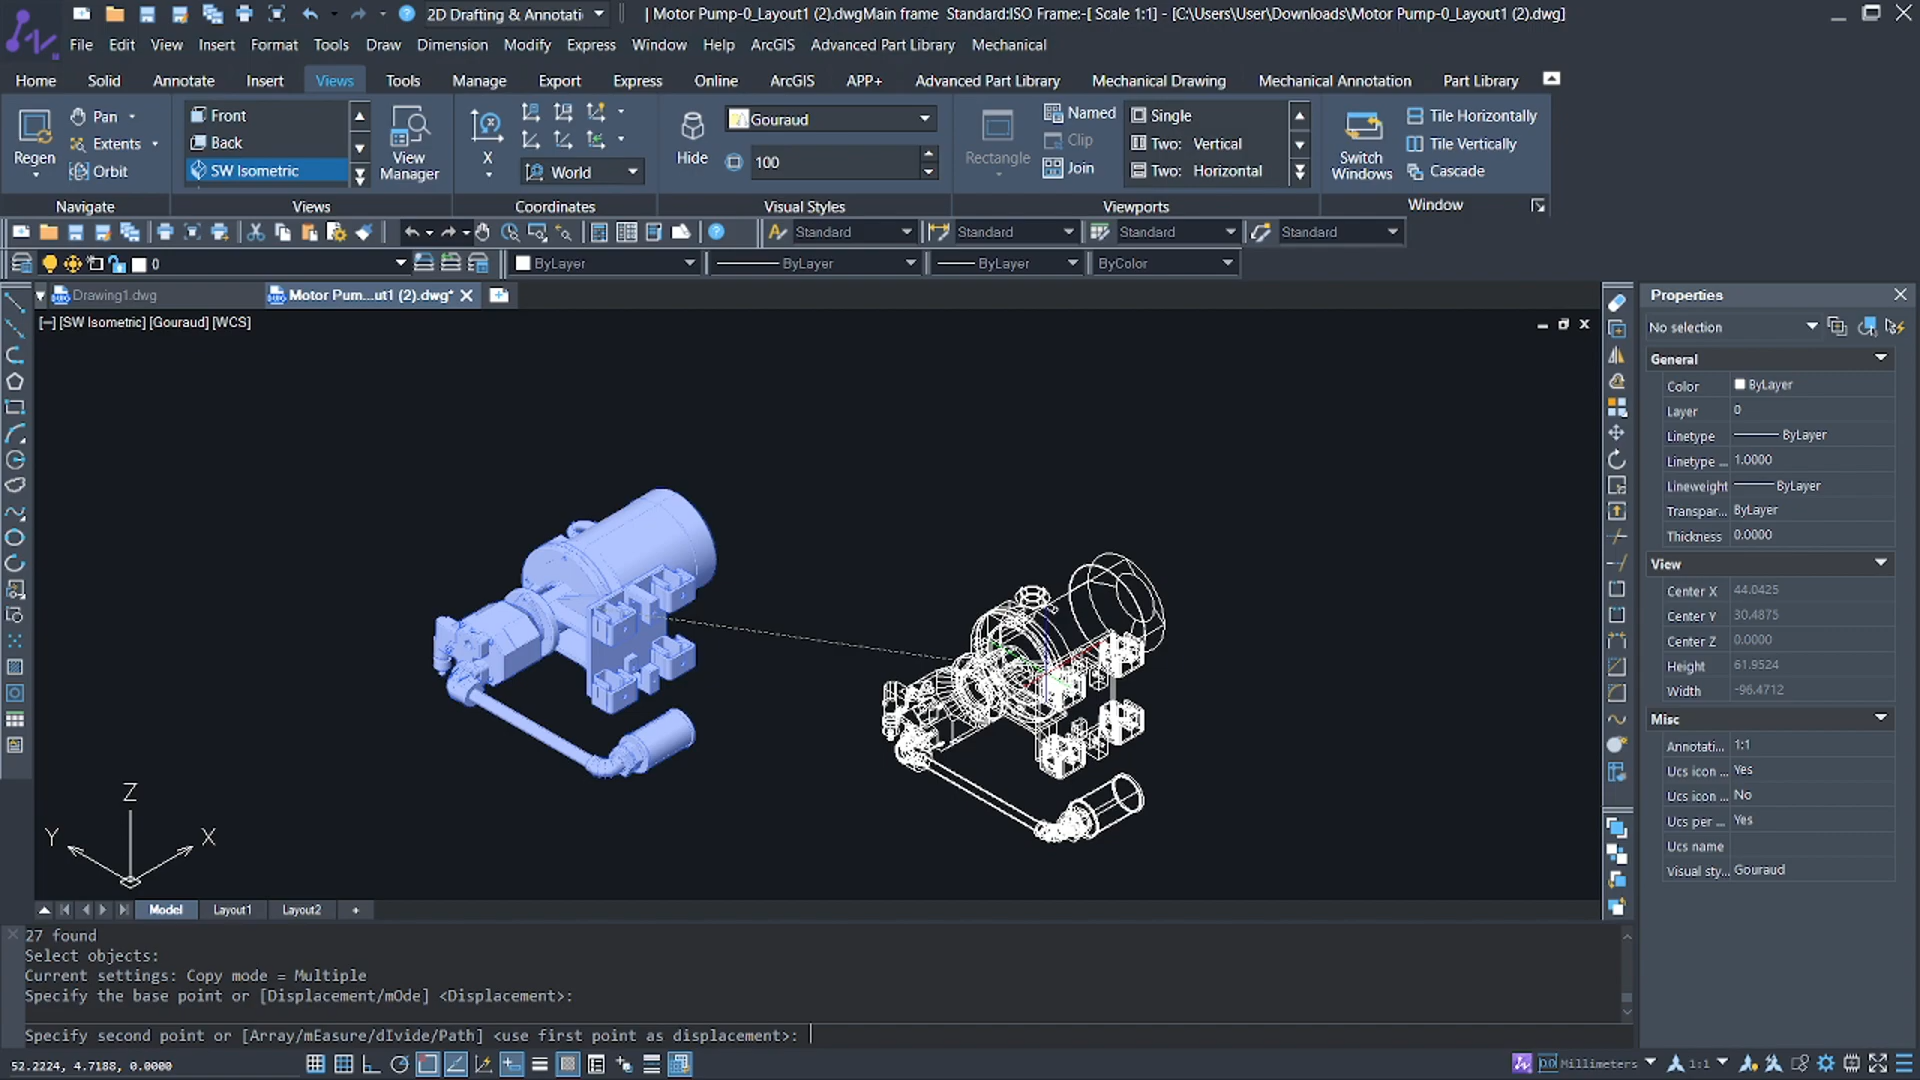 2D Drafting & Annotati
| Motor Pump-0_Layout1 (2).dwgMain frame Standard:ISO Frame:-[ Scale 1:1] - [C:\Users\User\Downloads\Motor Pump-0_Layout1 (2).dwg]
File Edit View Insert Format Tools Draw Dimension Modify Express Window Help ArcGIS Advanced Part Library Mechanical
Home Solid Annotate Insert Views Tools Manage Export Express Online ArcGIS APP+ Advanced Part Library Mechanical Drawing Mechanical Annotation Part Library
Regen
Pan
Extents
Orbit
Navigate
Front
Back
SW Isometric
View
Manager
Views
X
World
Coordinates
Hide
Gouraud
100
Visual Styles
Rectangle
Named
Clip
Join
Single
Two: Vertical
Two: Horizontal
Viewports
Switch
Windows
Tile Horizontally
Tile Vertically
Cascade
Window
Standard Standard Standard Standard
0 ByLayer ByLayer ByLayer ByColor
Drawing1.dwg Motor Pum...ut1 (2).dwg*
[−] [SW Isometric] [Gouraud] [WCS]
Z
Y
X
Model Layout1 Layout2 +
27 found
Select objects:
Current settings: Copy mode = Multiple
Specify the base point or [Displacement/mOde] <Displacement>:
Specify second point or [Array/mEasure/dIvide/Path] <use first point as displacement>:
52.2224, 4.7188, 0.0000
Millimeters 1:1
Properties
No selection
General
Color ByLayer
Layer 0
Linetype ByLayer
Linetype ... 1.0000
Lineweight ByLayer
Transpar... ByLayer
Thickness 0.0000
View
Center X 44.0425
Center Y 30.4875
Center Z 0.0000
Height 61.9524
Width -96.4712
Misc
Annotati... 1:1
Ucs icon ... Yes
Ucs icon ... No
Ucs per ... Yes
Ucs name
Visual sty... Gouraud